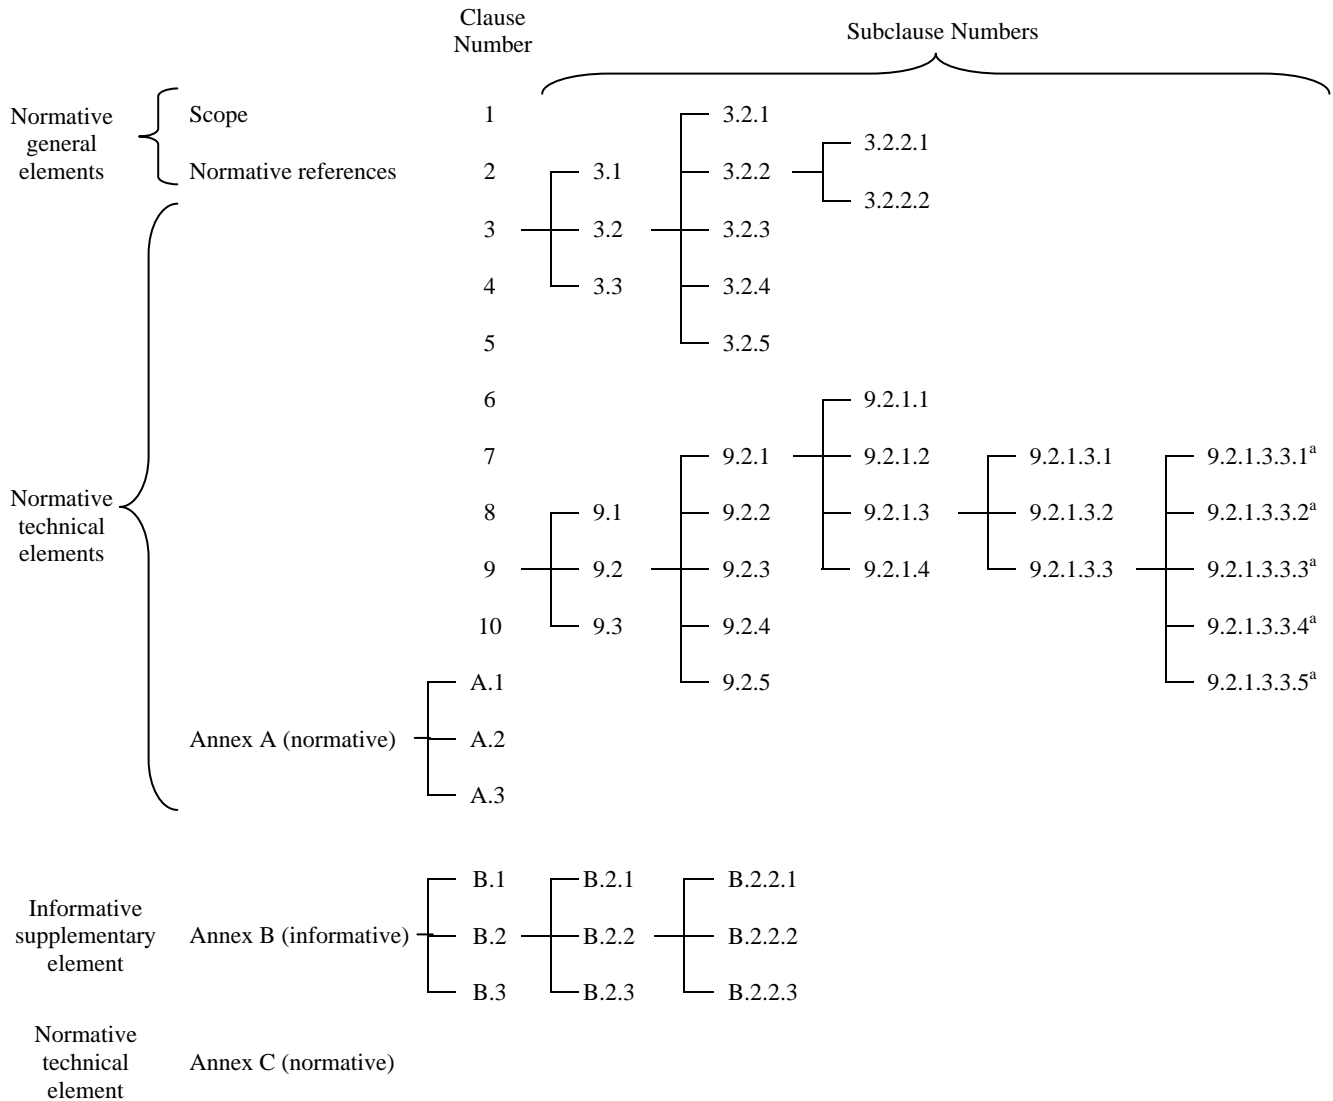 Clause
Number
Subclause Numbers
Normative
general
elements
Scope
1
3.2.1
3.2.2.1
Normative references
2
3.1
3.2.2
3.2.2.2
3
3.2
3.2.3
4
3.3
3.2.4
5
3.2.5
6
9.2.1.1
7
9.2.1
9.2.1.2
9.2.1.3.1
9.2.1.3.3.1ᵃ
Normative
technical
elements
8
9.1
9.2.2
9.2.1.3
9.2.1.3.2
9.2.1.3.3.2ᵃ
9
9.2
9.2.3
9.2.1.4
9.2.1.3.3
9.2.1.3.3.3ᵃ
10
9.3
9.2.4
9.2.1.3.3.4ᵃ
A.1
9.2.5
9.2.1.3.3.5ᵃ
Annex A (normative)
A.2
A.3
B.1
B.2.1
B.2.2.1
Informative
supplementary
element
Annex B (informative)
B.2
B.2.2
B.2.2.2
B.3
B.2.3
B.2.2.3
Normative
technical
element
Annex C (normative)